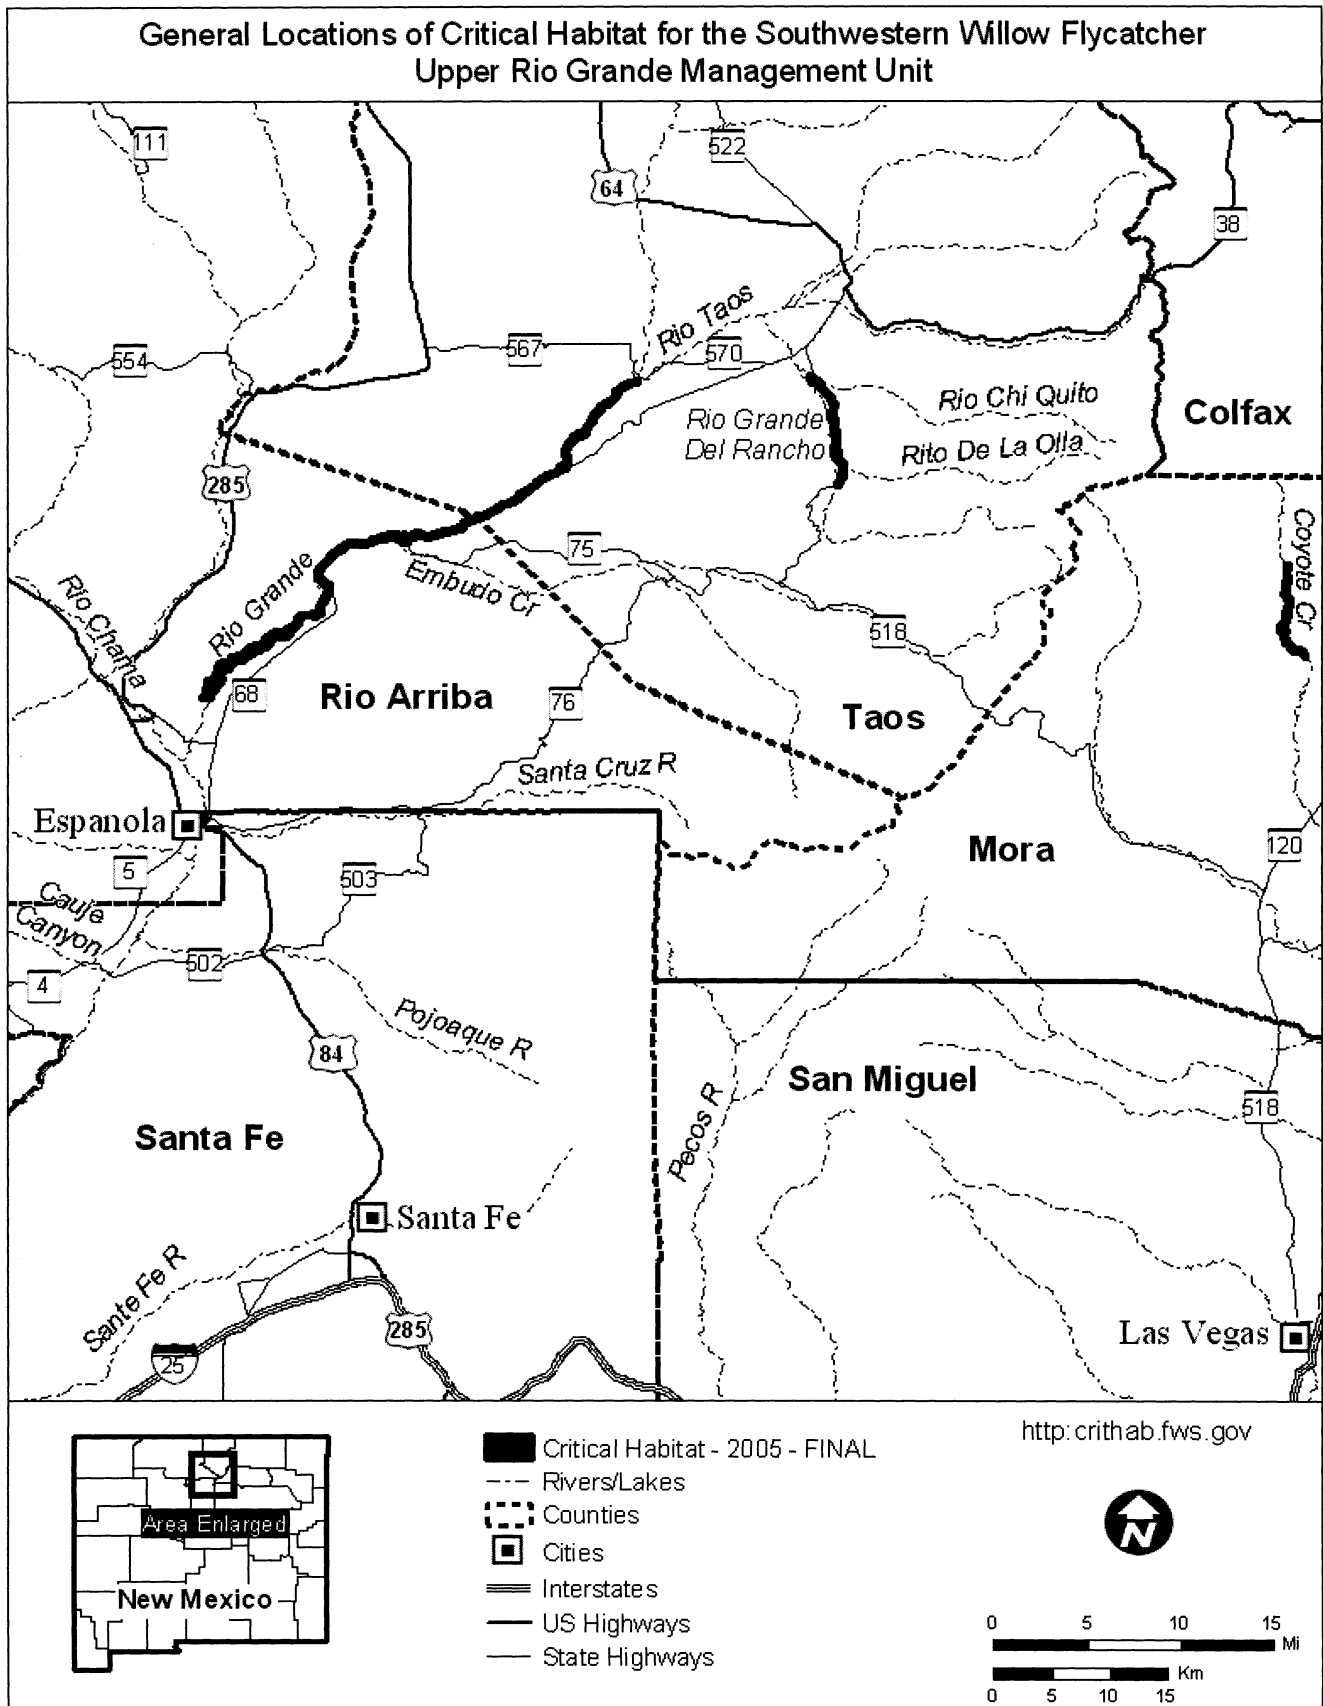 General Locations of Critical Habitat for the Southwestern Willow Flycatcher
Upper Rio Grande Management Unit
111
522
64
38
Rio Taos
554
567
570
Rio Chi Quito
Colfax
Rio Grande
Del Rancho
Rito De La Olla
285
Coyote Cr
75
Rio Grande
Embudo Cr
Rio Chama
518
68
Rio Arriba
76
Taos
Santa Cruz R
Espanola
Mora
120
5
503
Cauje
Canyon
502
4
Pojoaque R
84
San Miguel
518
Pecos R
Santa Fe
Santa Fe
Sante Fe R
285
Las Vegas
25
http:crithab.fws.gov
Critical Habitat - 2005 - FINAL
Rivers/Lakes
Counties
Cities
Interstates
US Highways
State Highways
Area Enlarged
New Mexico
N
0 5 10 15
Mi
Km
0 5 10 15